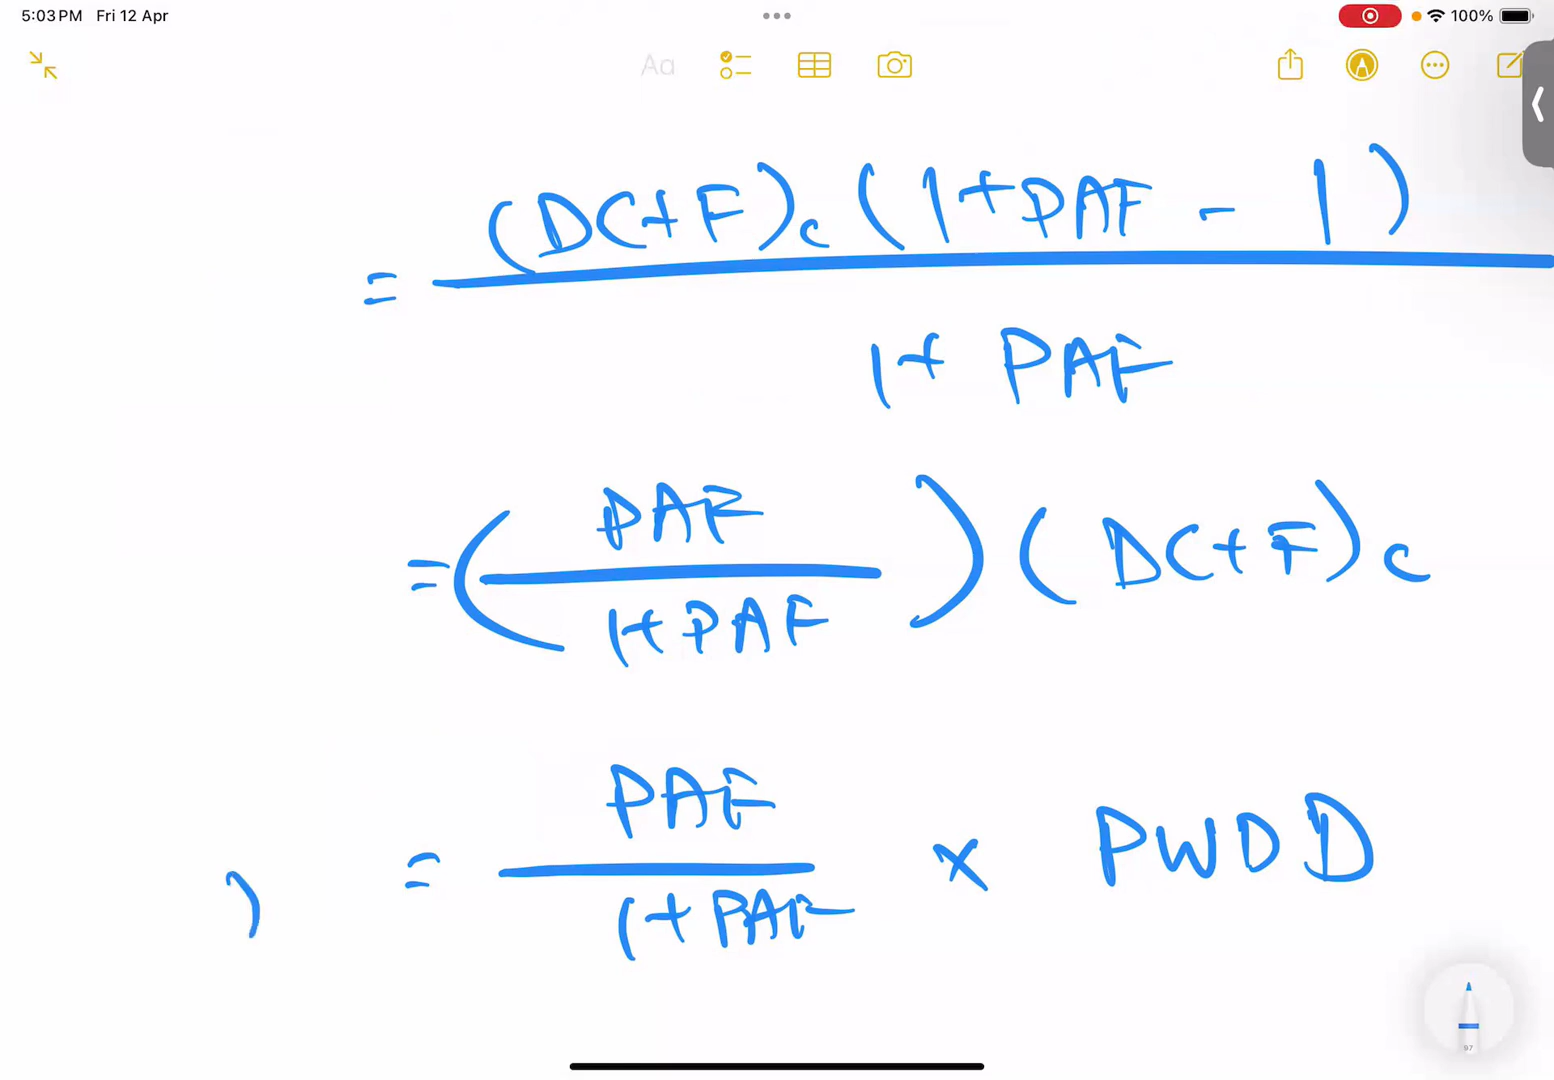 5:03 PM Fri 12 Apr
100%
Aa
= (DC+F)c (1+PAF - 1)
1+ PAF
= ( PAF
1+PAF ) (DC+F)c
PAF
) = × PWDD
1+PAF
97